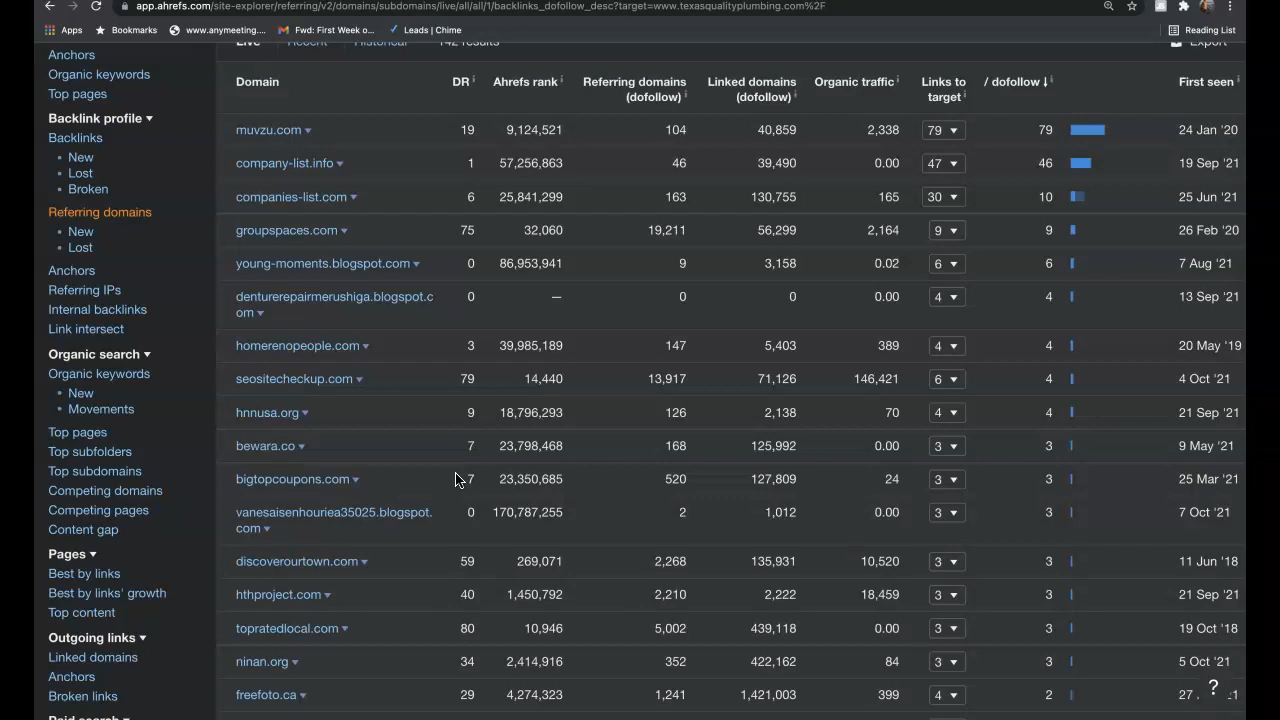 app.ahrefs.com/site-explorer/referring/v2/domains/subdomains/live/all/all/1/backlinks_dofollow_desc?target=www.texasqualityplumbing.com%2F
Apps Bookmarks www.anymeeting.... Fwd: First Week o... Leads | Chime Reading List
Live Recent Historical 142 results Export
Anchors
Organic keywords
Top pages
Backlink profile
Backlinks
New
Lost
Broken
Referring domains
New
Lost
Anchors
Referring IPs
Internal backlinks
Link intersect
Organic search
Organic keywords
New
Movements
Top pages
Top subfolders
Top subdomains
Competing domains
Competing pages
Content gap
Pages
Best by links
Best by links' growth
Top content
Outgoing links
Linked domains
Anchors
Broken links
Paid search
Domain DR Ahrefs rank Referring domains (dofollow) Linked domains (dofollow) Organic traffic Links to target / dofollow ↓ First seen
muvzu.com 19 9,124,521 104 40,859 2,338 79 79 24 Jan '20
company-list.info 1 57,256,863 46 39,490 0.00 47 46 19 Sep '21
companies-list.com 6 25,841,299 163 130,755 165 30 10 25 Jun '21
groupspaces.com 75 32,060 19,211 56,299 2,164 9 9 26 Feb '20
young-moments.blogspot.com 0 86,953,941 9 3,158 0.02 6 6 7 Aug '21
denturerepairmerushiga.blogspot.c
om 0 — 0 0 0.00 4 4 13 Sep '21
homerenopeople.com 3 39,985,189 147 5,403 389 4 4 20 May '19
seositecheckup.com 79 14,440 13,917 71,126 146,421 6 4 4 Oct '21
hnnusa.org 9 18,796,293 126 2,138 70 4 4 21 Sep '21
bewara.co 7 23,798,468 168 125,992 0.00 3 3 9 May '21
bigtopcoupons.com 7 23,350,685 520 127,809 24 3 3 25 Mar '21
vanesaisenhouriea35025.blogspot.
com 0 170,787,255 2 1,012 0.00 3 3 7 Oct '21
discoverourtown.com 59 269,071 2,268 135,931 10,520 3 3 11 Jun '18
hthproject.com 40 1,450,792 2,210 2,222 18,459 3 3 21 Sep '21
topratedlocal.com 80 10,946 5,002 439,118 0.00 3 3 19 Oct '18
ninan.org 34 2,414,916 352 422,162 84 3 3 5 Oct '21
freefoto.ca 29 4,274,323 1,241 1,421,003 399 4 2 27
?